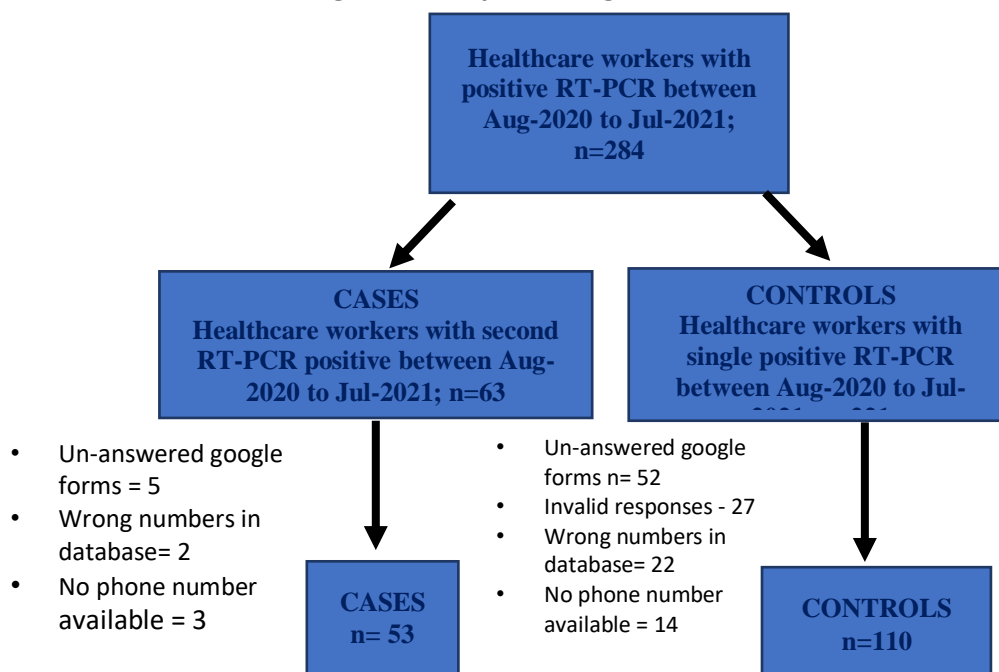 Healthcare workers with
positive RT-PCR between
Aug-2020 to Jul-2021;
n=284
CASES
Healthcare workers with second
RT-PCR positive between Aug-
2020 to Jul-2021; n=63
CONTROLS
Healthcare workers with
single positive RT-PCR
between Aug-2020 to Jul-
• Un-answered google
forms = 5
• Wrong numbers in
database= 2
• No phone number
available = 3
• Un-answered google
forms n= 52
• Invalid responses - 27
• Wrong numbers in
database= 22
• No phone number
available = 14
CASES
n= 53
CONTROLS
n=110